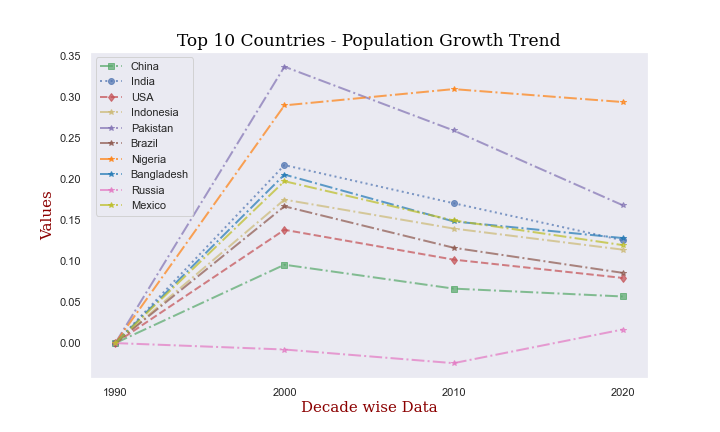 Top 10 Countries - Population Growth Trend
0.35
0.30
0.25
0.20
0.15
0.10
0.05
0.00
Values
China
India
USA
Indonesia
Pakistan
Brazil
Nigeria
Bangladesh
Russia
Mexico
1990 2000 2010 2020
Decade wise Data